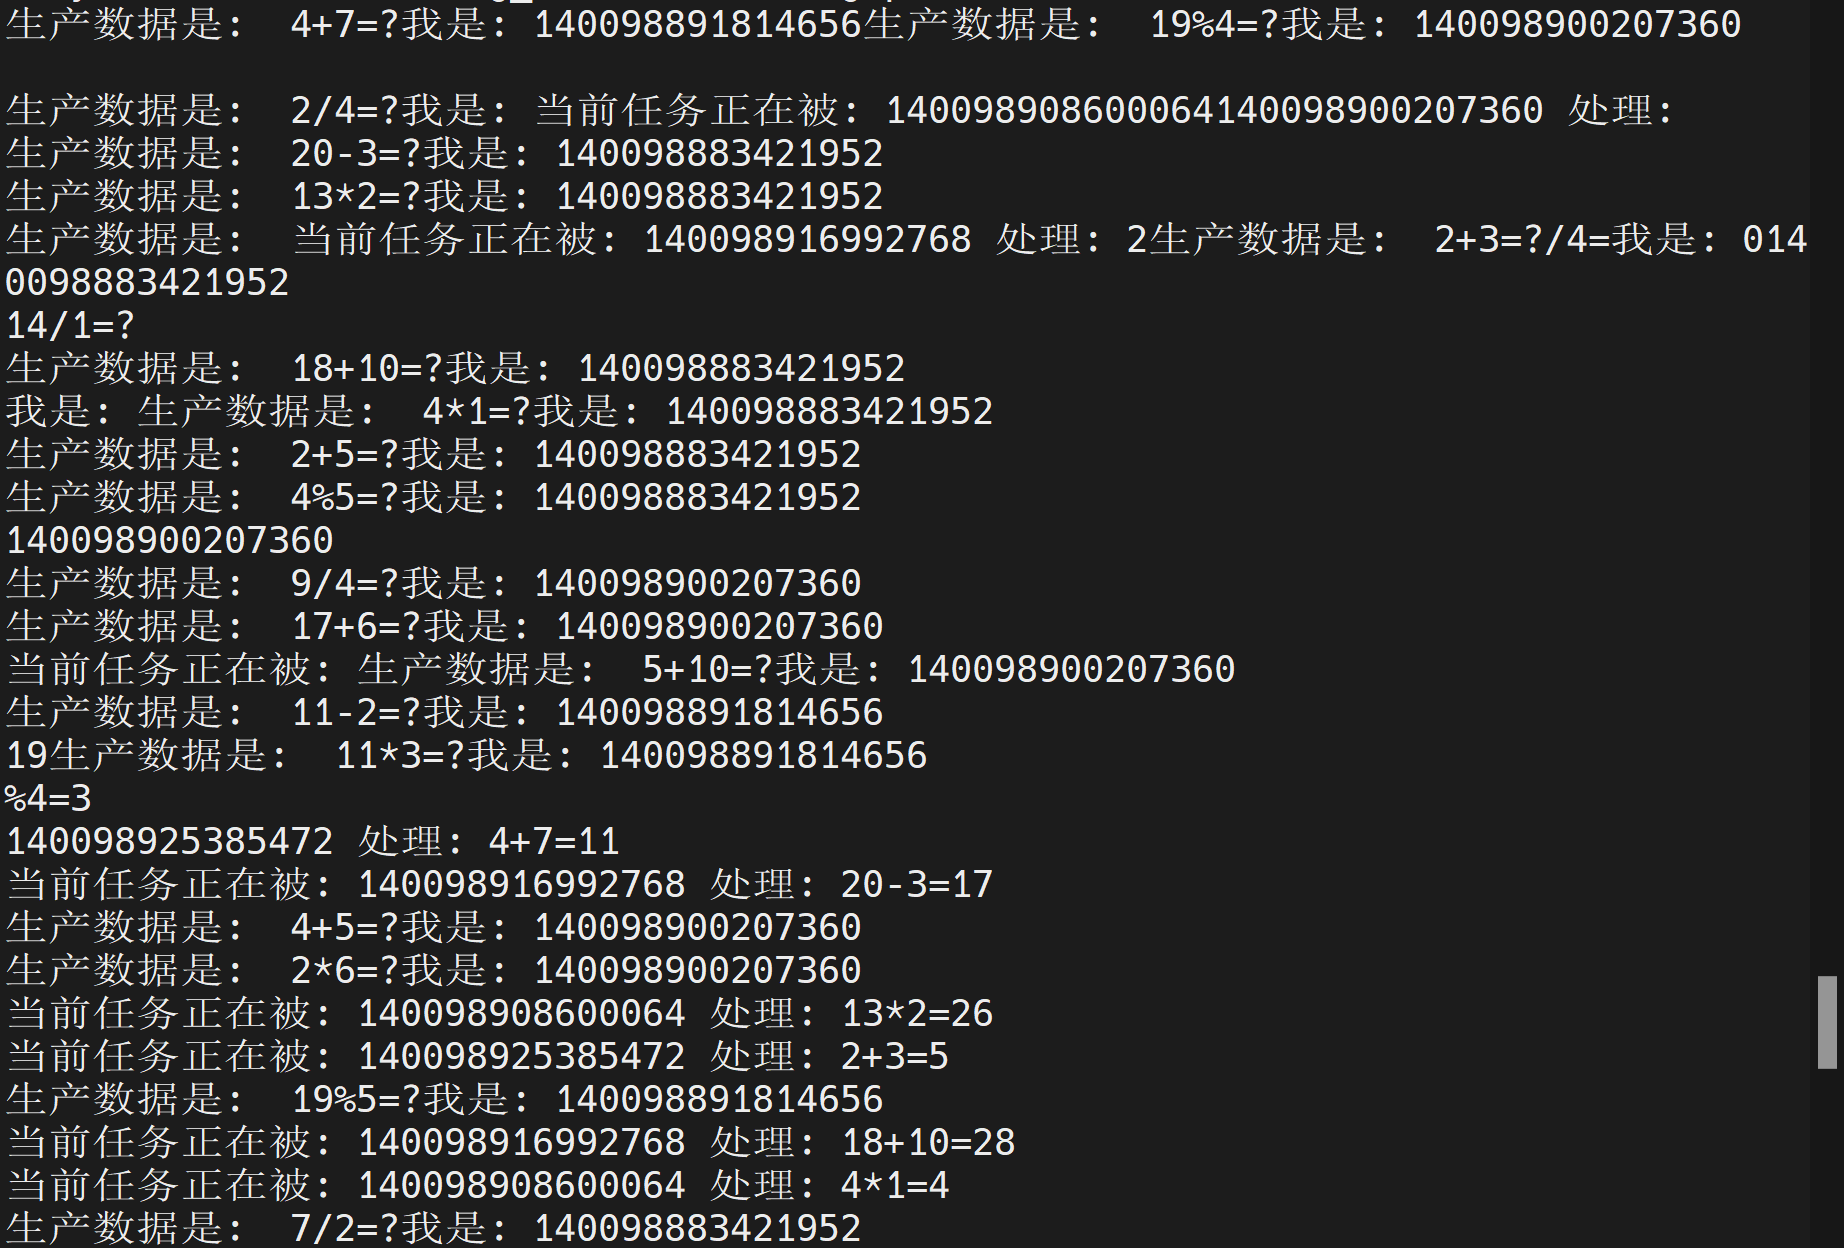 生产数据是:  4+7=?我是: 140098891814656生产数据是:  19%4=?我是: 140098900207360
生产数据是:  2/4=?我是: 当前任务正在被: 140098908600064140098900207360 处理:
生产数据是:  20-3=?我是: 140098883421952
生产数据是:  13*2=?我是: 140098883421952
生产数据是:  当前任务正在被: 140098916992768 处理: 2生产数据是:  2+3=?/4=我是: 014
0098883421952
14/1=?
生产数据是:  18+10=?我是: 140098883421952
我是: 生产数据是:  4*1=?我是: 140098883421952
生产数据是:  2+5=?我是: 140098883421952
生产数据是:  4%5=?我是: 140098883421952
140098900207360
生产数据是:  9/4=?我是: 140098900207360
生产数据是:  17+6=?我是: 140098900207360
当前任务正在被: 生产数据是:  5+10=?我是: 140098900207360
生产数据是:  11-2=?我是: 140098891814656
19生产数据是:  11*3=?我是: 140098891814656
%4=3
140098925385472 处理: 4+7=11
当前任务正在被: 140098916992768 处理: 20-3=17
生产数据是:  4+5=?我是: 140098900207360
生产数据是:  2*6=?我是: 140098900207360
当前任务正在被: 140098908600064 处理: 13*2=26
当前任务正在被: 140098925385472 处理: 2+3=5
生产数据是:  19%5=?我是: 140098891814656
当前任务正在被: 140098916992768 处理: 18+10=28
当前任务正在被: 140098908600064 处理: 4*1=4
生产数据是:  7/2=?我是: 140098883421952